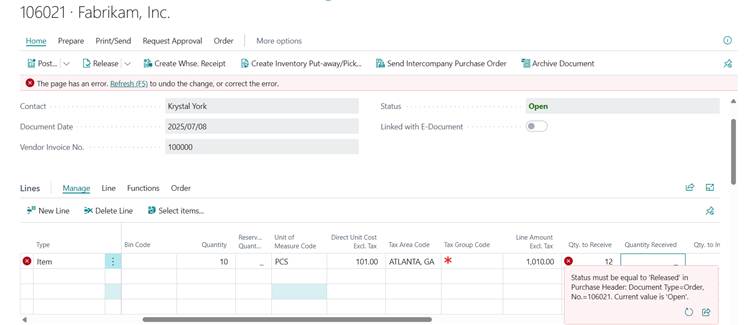 106021 · Fabrikam, Inc.
Home Prepare Print/Send Request Approval Order More options
Post... Release Create Whse. Receipt Create Inventory Put-away/Pick... Send Intercompany Purchase Order Archive Document
The page has an error. Refresh (F5) to undo the change, or correct the error.
Contact Krystal York Status Open
Document Date 2025/07/08 Linked with E-Document
Vendor Invoice No. 100000
Lines Manage Line Functions Order
New Line Delete Line Select items...
Type Bin Code Quantity Reserv... Quant... Unit of Measure Code Direct Unit Cost Excl. Tax Tax Area Code Tax Group Code Line Amount Excl. Tax Qty. to Receive Quantity Received Qty. to In
Item 10 _ PCS 101.00 ATLANTA, GA * 1,010.00 12 _
Status must be equal to 'Released' in
Purchase Header: Document Type=Order,
No.=106021. Current value is 'Open'.